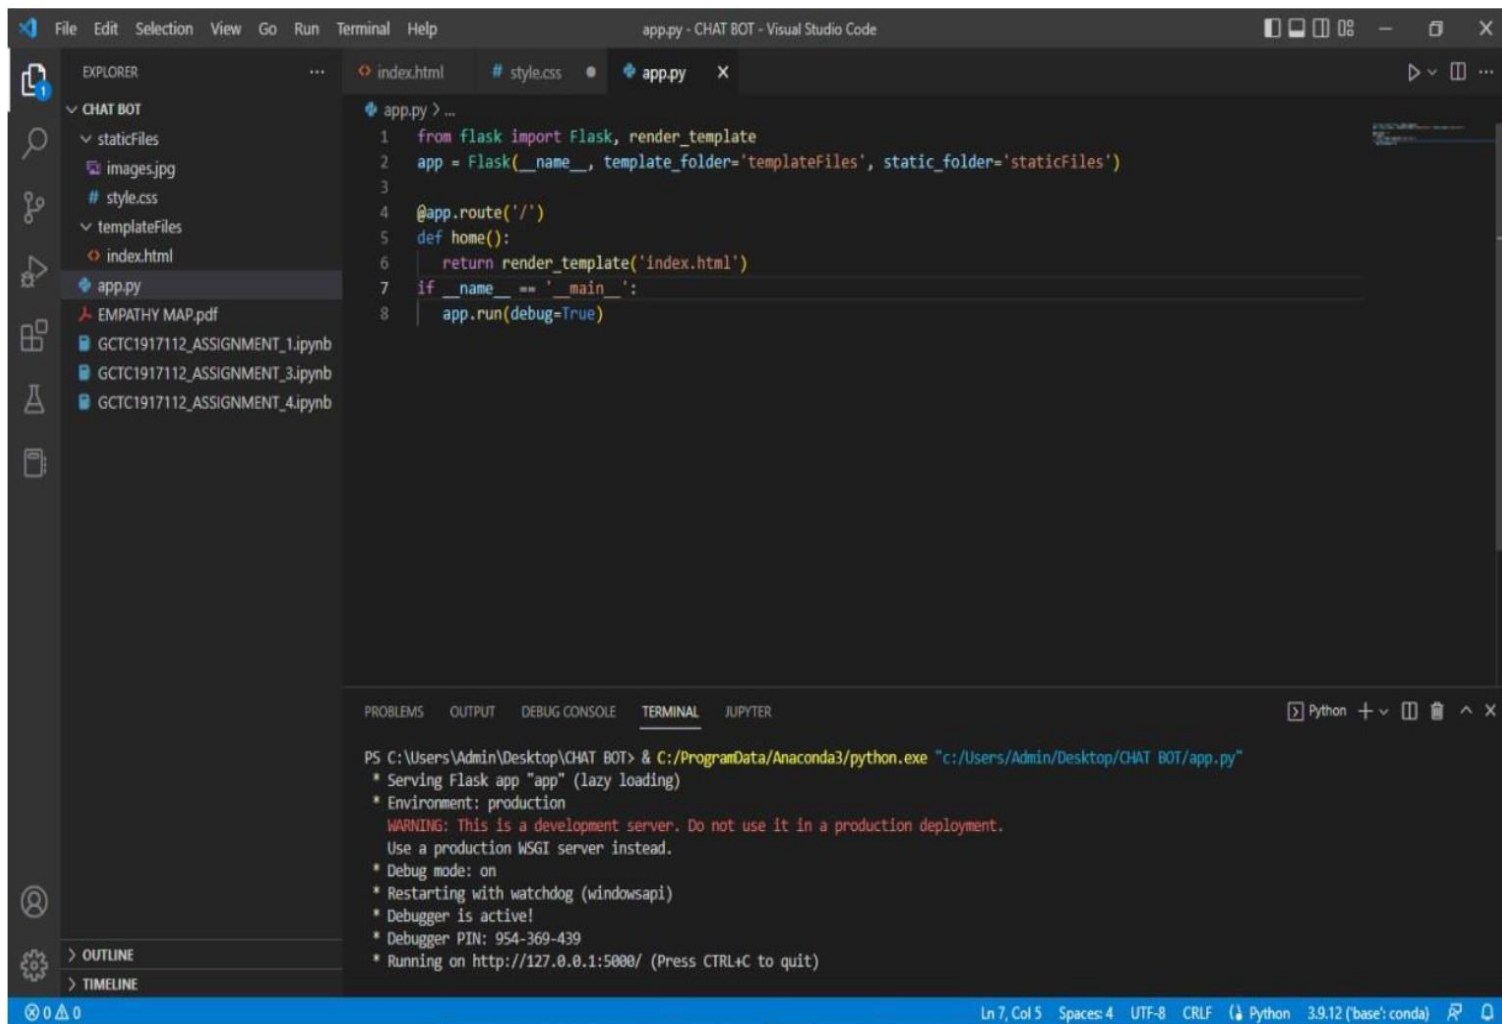 File Edit Selection View Go Run Terminal Help
app.py - CHAT BOT - Visual Studio Code
EXPLORER
1
CHAT BOT
staticFiles
images.jpg
# style.css
templateFiles
<> index.html
app.py
EMPATHY MAP.pdf
GCTC1917112_ASSIGNMENT_1.ipynb
GCTC1917112_ASSIGNMENT_3.ipynb
GCTC1917112_ASSIGNMENT_4.ipynb
OUTLINE
TIMELINE
<> index.html # style.css app.py
app.py > ...
1 from flask import Flask, render_template
2 app = Flask(__name__, template_folder='templateFiles', static_folder='staticFiles')
3
4 @app.route('/')
5 def home():
6 return render_template('index.html')
7 if __name__ == '__main__':
8 app.run(debug=True)
PROBLEMS OUTPUT DEBUG CONSOLE TERMINAL JUPYTER
Python
PS C:\Users\Admin\Desktop\CHAT BOT> & C:/ProgramData/Anaconda3/python.exe "c:/Users/Admin/Desktop/CHAT BOT/app.py"
* Serving Flask app "app" (lazy loading)
* Environment: production
WARNING: This is a development server. Do not use it in a production deployment.
Use a production WSGI server instead.
* Debug mode: on
* Restarting with watchdog (windowsapi)
* Debugger is active!
* Debugger PIN: 954-369-439
* Running on http://127.0.0.1:5000/ (Press CTRL+C to quit)
0 0
Ln 7, Col 5 Spaces: 4 UTF-8 CRLF Python 3.9.12 ('base': conda)